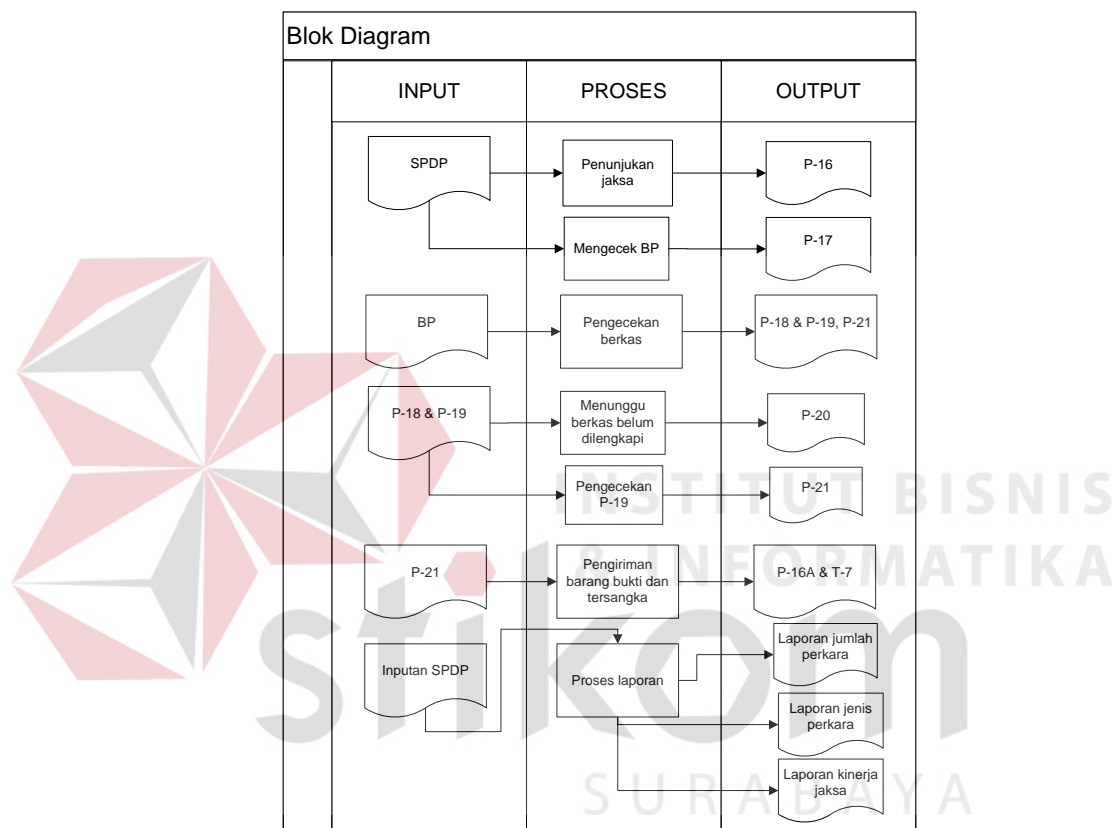 Blok Diagram
INPUT
PROSES
OUTPUT
SPDP
Penunjukan
jaksa
P-16
Mengecek BP
P-17
BP
Pengecekan
berkas
P-18 & P-19, P-21
P-18 & P-19
Menunggu
berkas belum
dilengkapi
P-20
Pengecekan
P-19
P-21
P-21
Pengiriman
barang bukti dan
tersangka
P-16A & T-7
Inputan SPDP
Proses laporan
Laporan jumlah
perkara
Laporan jenis
perkara
Laporan kinerja
jaksa
INSTITUT BISNIS
& INFORMATIKA
stikom
SURABAYA